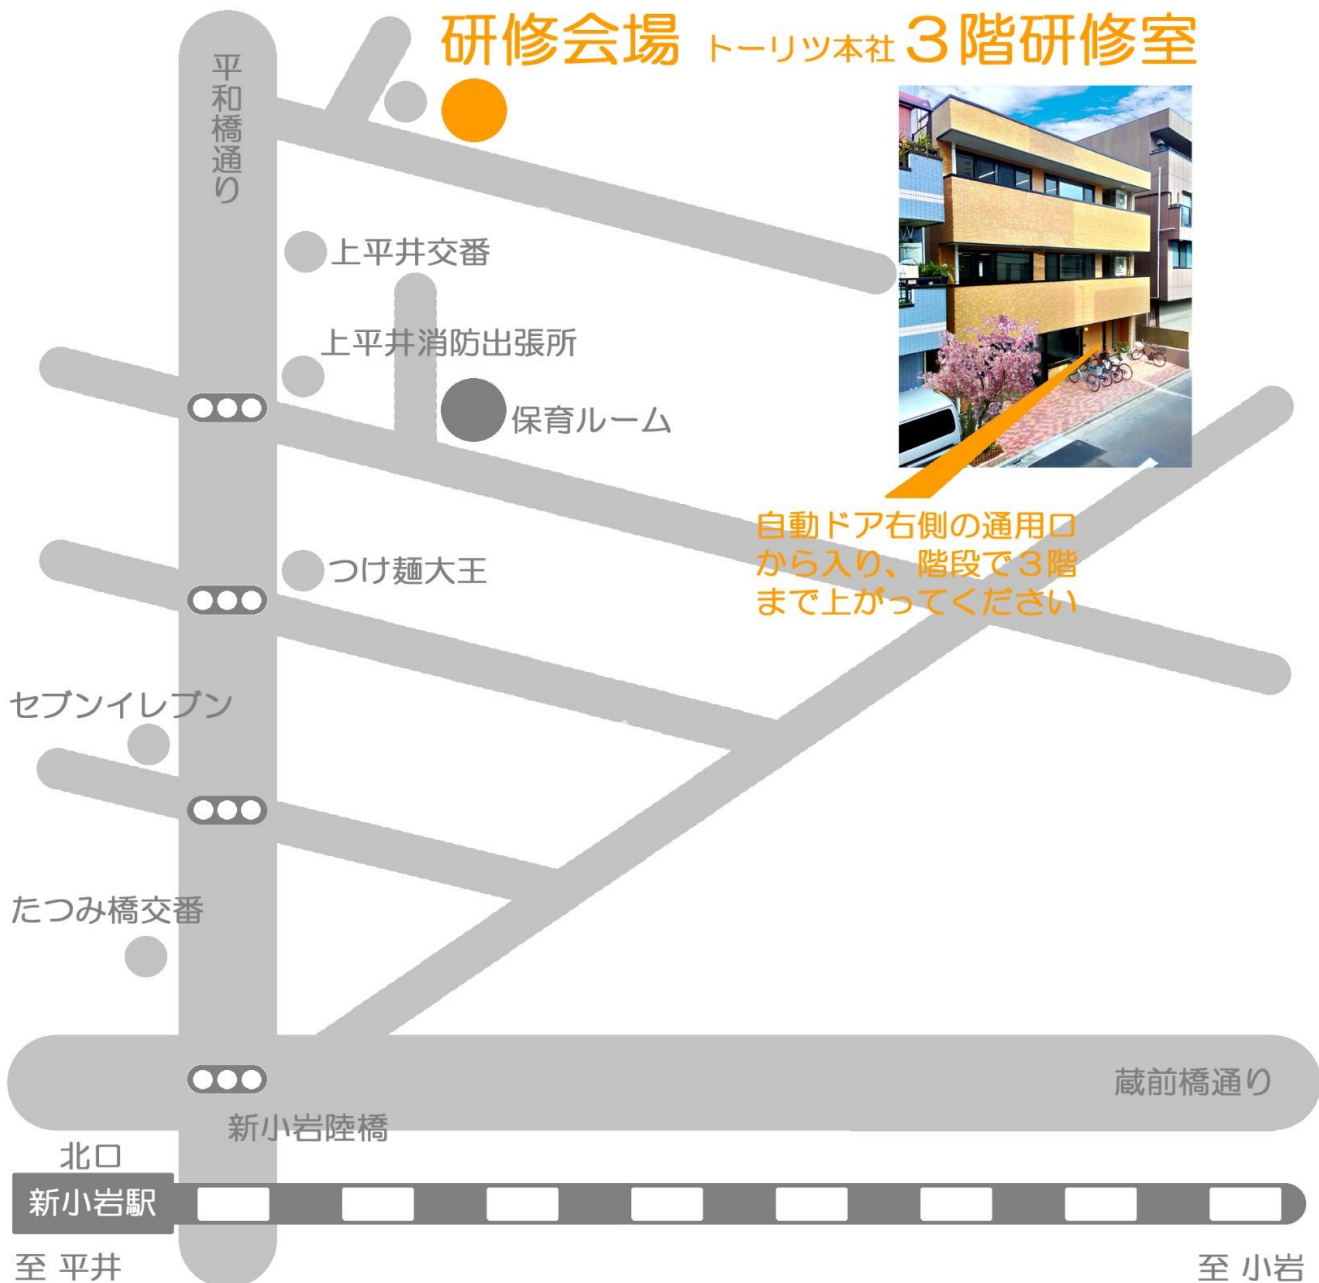 研修会場 トーリツ本社 3階研修室
平和橋通り
上平井交番
上平井消防出張所
保育ルーム
自動ドア右側の通用口
から入り、階段で3階
まで上がってください
つけ麺大王
セブンイレブン
たつみ橋交番
蔵前橋通り
新小岩陸橋
北口
新小岩駅
至 平井
至 小岩